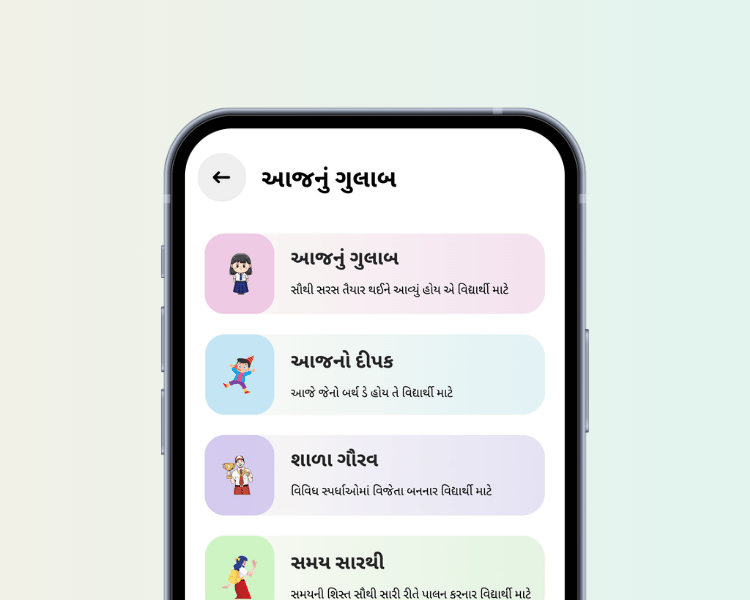 આજનું ગુલાબ
આજનું ગુલાબ
સૌથી સરસ તૈયાર થઈને આવ્યું હોય એ વિદ્યાર્થી માટે
આજનો દીપક
આજે જેનો બર્થ ડે હોય તે વિદ્યાર્થી માટે
શાળા ગૌરવ
વિવિધ સ્પર્ધાઓમાં વિજેતા બનનાર વિદ્યાર્થી માટે
સમય સારથી
સમયની શિસ્ત સૌથી સારી રીતે પાલન કરનાર વિદ્યાર્થી માટે